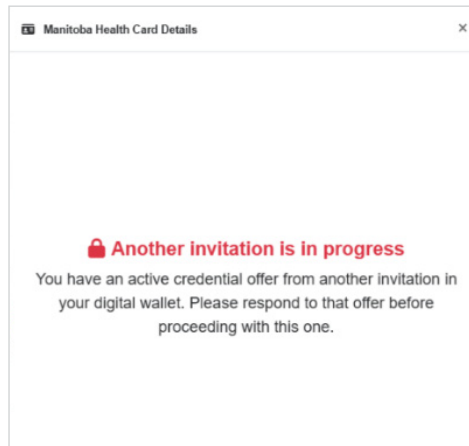 Manitoba Health Card Details
Another invitation is in progress
You have an active credential offer from another invitation in
your digital wallet. Please respond to that offer before
proceeding with this one.